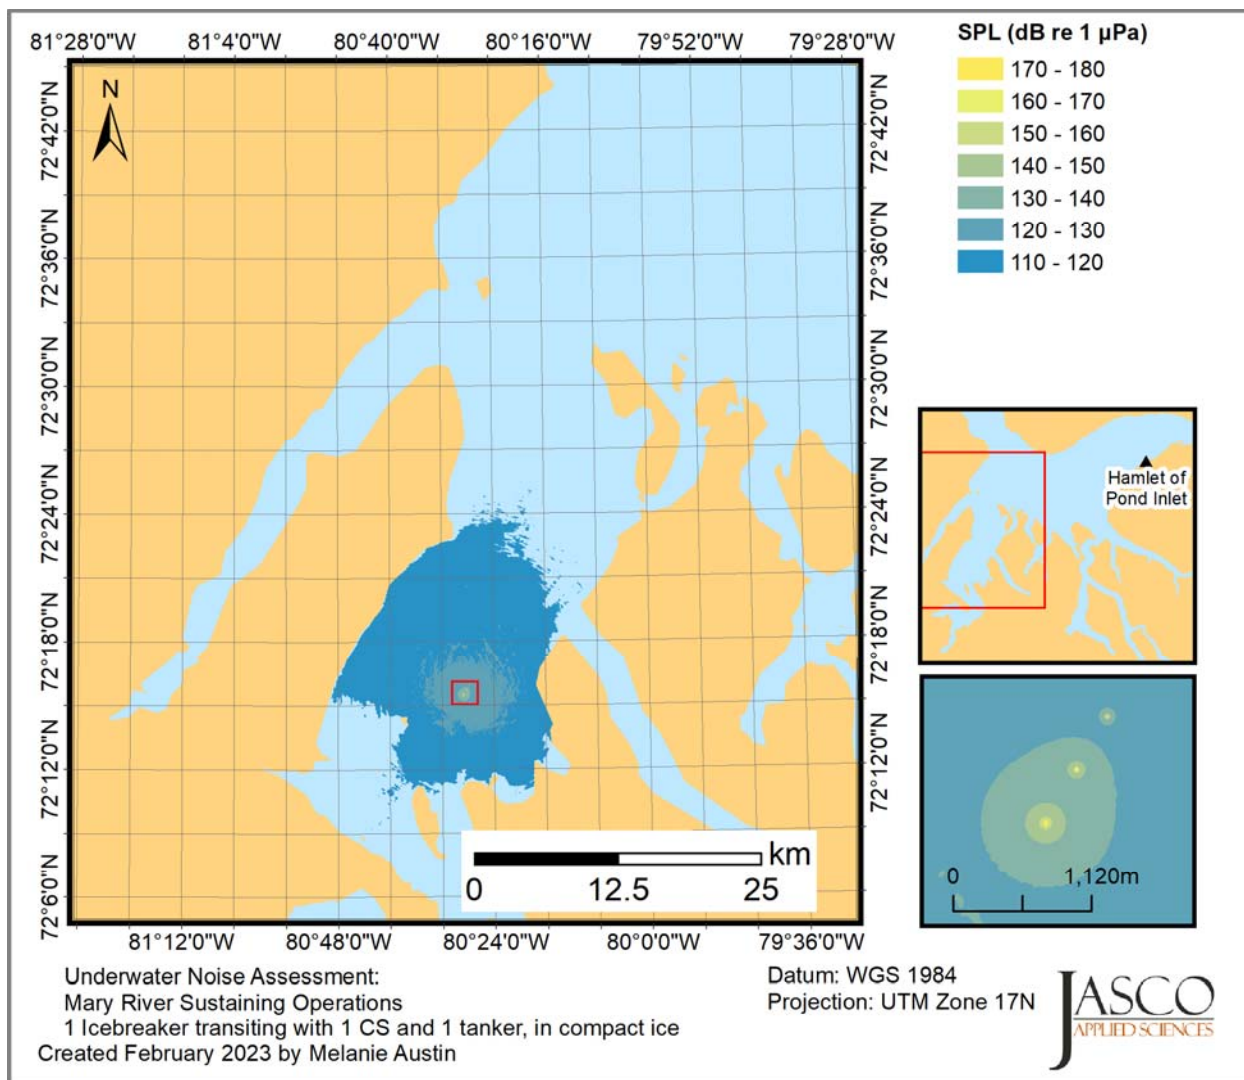 81°28'0"W 81°4'0"W 80°40'0"W 80°16'0"W 79°52'0"W 79°28'0"W
SPL (dB re 1 µPa)
170 - 180
160 - 170
150 - 160
140 - 150
130 - 140
120 - 130
110 - 120
N
72°42'0"N
72°36'0"N
72°30'0"N
72°24'0"N
72°18'0"N
72°12'0"N
72°6'0"N
72°42'0"N
72°36'0"N
72°30'0"N
72°24'0"N
72°18'0"N
72°12'0"N
72°6'0"N
Hamlet of
Pond Inlet
km
0 12.5 25
0 1,120m
81°12'0"W 80°48'0"W 80°24'0"W 80°0'0"W 79°36'0"W
Underwater Noise Assessment:
Mary River Sustaining Operations
1 Icebreaker transiting with 1 CS and 1 tanker, in compact ice
Created February 2023 by Melanie Austin
Datum: WGS 1984
Projection: UTM Zone 17N
JASCO
APPLIED SCIENCES